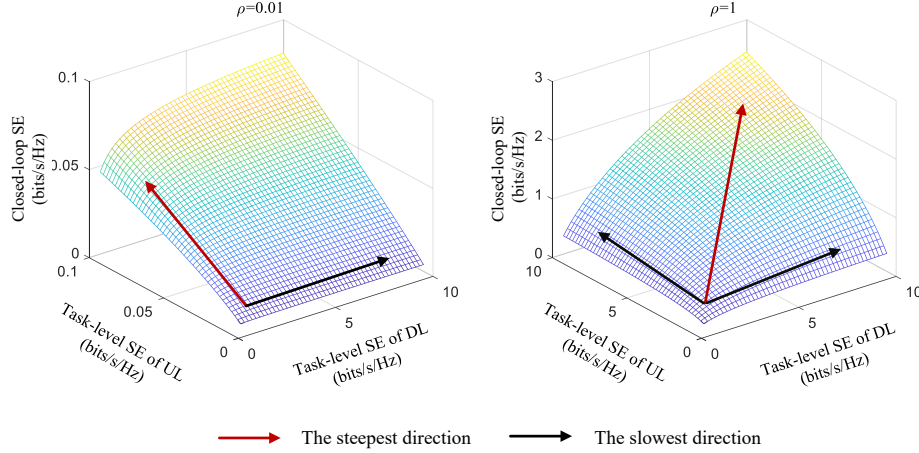 ρ=0.01
0.1
0.05
0
0.1
0.05
0
0
5
10
Closed-loop SE
(bits/s/Hz)
Task-level SE of UL
(bits/s/Hz)
Task-level SE of DL
(bits/s/Hz)
ρ=1
3
2
1
0
10
5
0
0
5
10
Closed-loop SE
(bits/s/Hz)
Task-level SE of UL
(bits/s/Hz)
Task-level SE of DL
(bits/s/Hz)
The steepest direction
The slowest direction